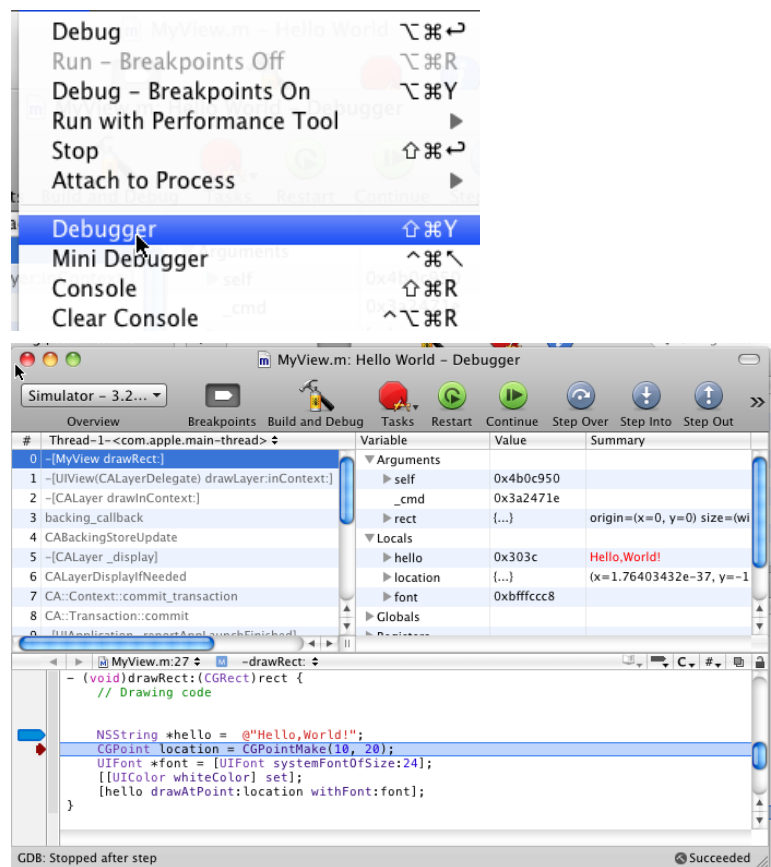 Debug ⌥⌘↩
Run – Breakpoints Off ⌥⌘R
Debug – Breakpoints On ⌥⌘Y
Run with Performance Tool ▶
Stop ⇧⌘↩
Attach to Process ▶
Debugger ⇧⌘Y
Mini Debugger ^⌘↖
Console ⇧⌘R
Clear Console ^⌥⌘R
MyView.m: Hello World – Debugger
Simulator – 3.2...
Overview Breakpoints Build and Debug Tasks Restart Continue Step Over Step Into Step Out
# Thread-1-<com.apple.main-thread> Variable Value Summary
0 -[MyView drawRect:] Arguments
1 -[UIView(CALayerDelegate) drawLayer:inContext:] self 0x4b0c950
2 -[CALayer drawInContext:] _cmd 0x3a2471e
3 backing_callback rect {...} origin=(x=0, y=0) size=(wi
4 CABackingStoreUpdate Locals
5 -[CALayer _display] hello 0x303c Hello,World!
6 CALayerDisplayIfNeeded location {...} (x=1.76403432e-37, y=-1
7 CA::Context::commit_transaction font 0xbfffccc8
8 CA::Transaction::commit Globals
9 -[UIApplication _reportAppLaunchFinished] Registers
MyView.m:27 M -drawRect: C #
- (void)drawRect:(CGRect)rect {
// Drawing code
NSString *hello = @"Hello,World!";
CGPoint location = CGPointMake(10, 20);
UIFont *font = [UIFont systemFontOfSize:24];
[[UIColor whiteColor] set];
[hello drawAtPoint:location withFont:font];
}
GDB: Stopped after step Succeeded